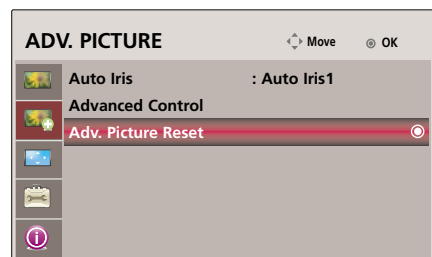 ADV. PICTURE Move OK
Auto Iris : Auto Iris1
Advanced Control
Adv. Picture Reset